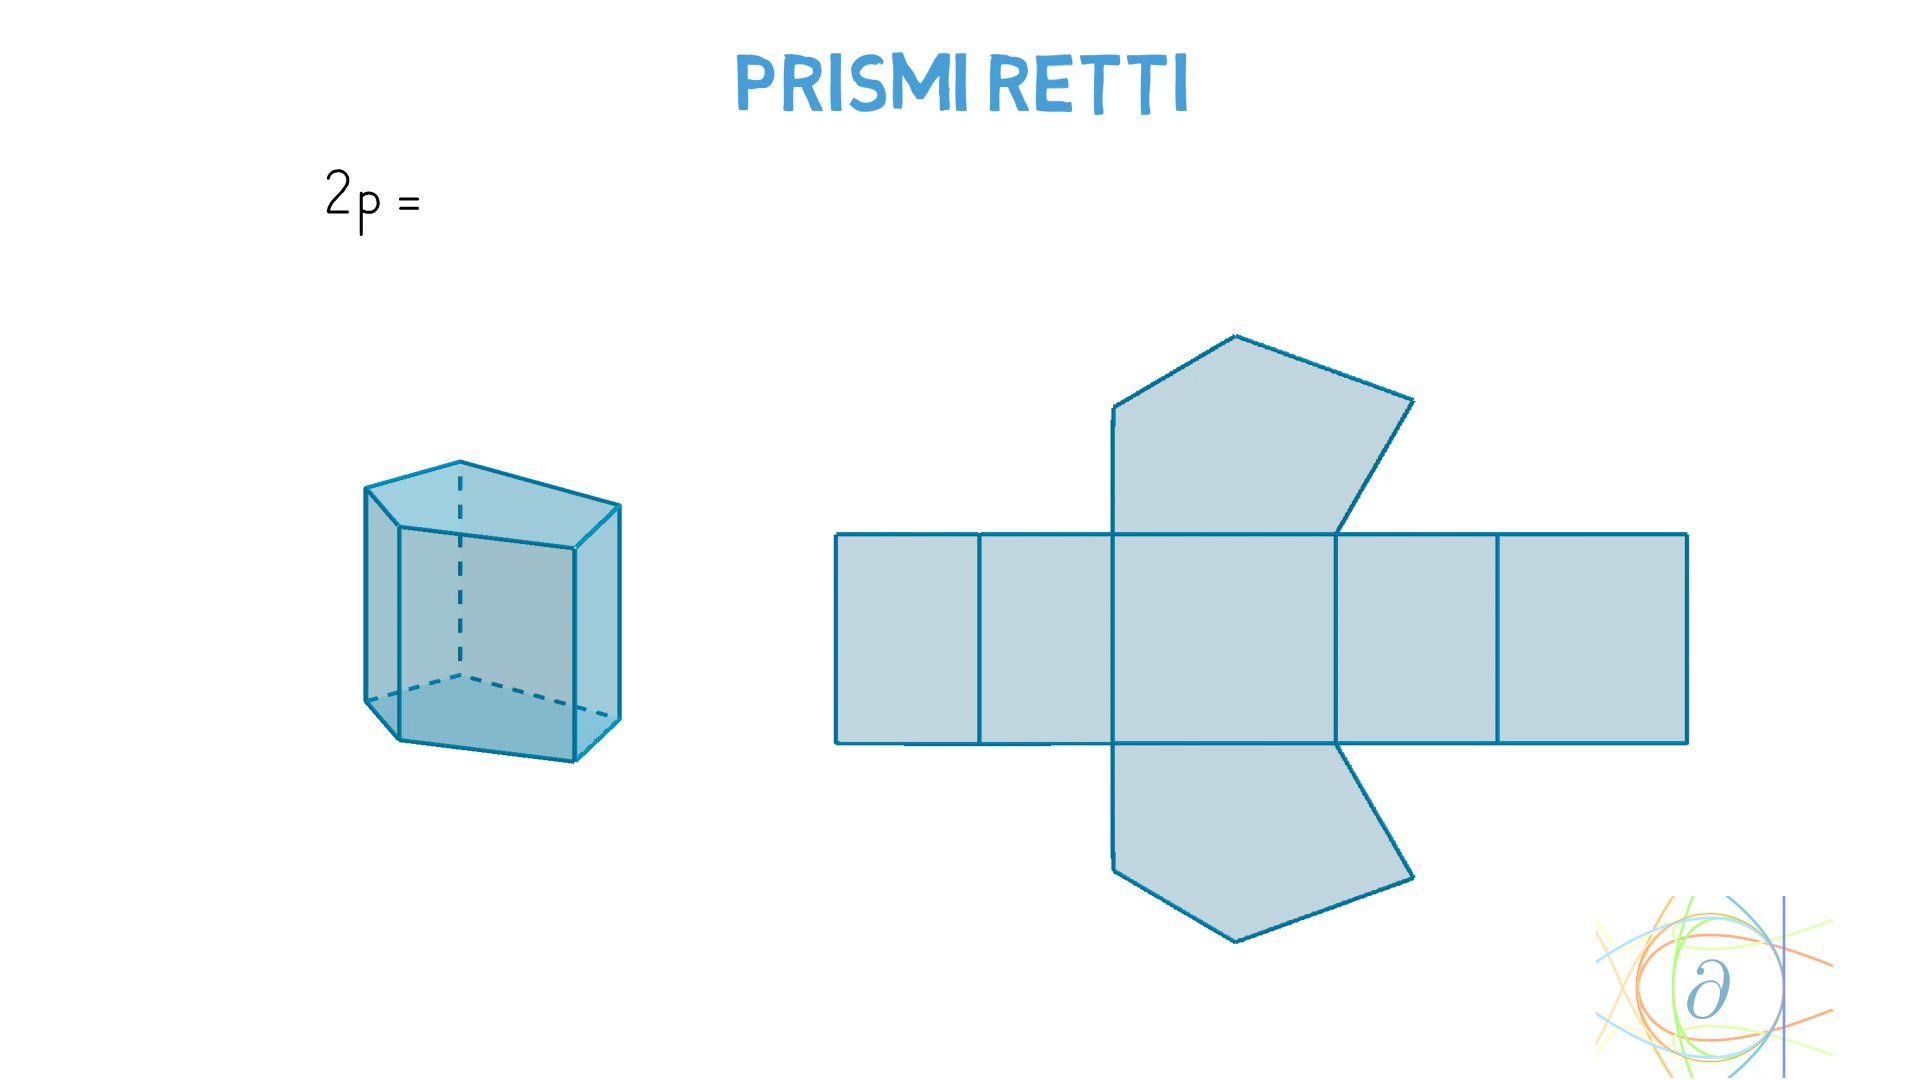 PRISMI RETTI
2p =
∂